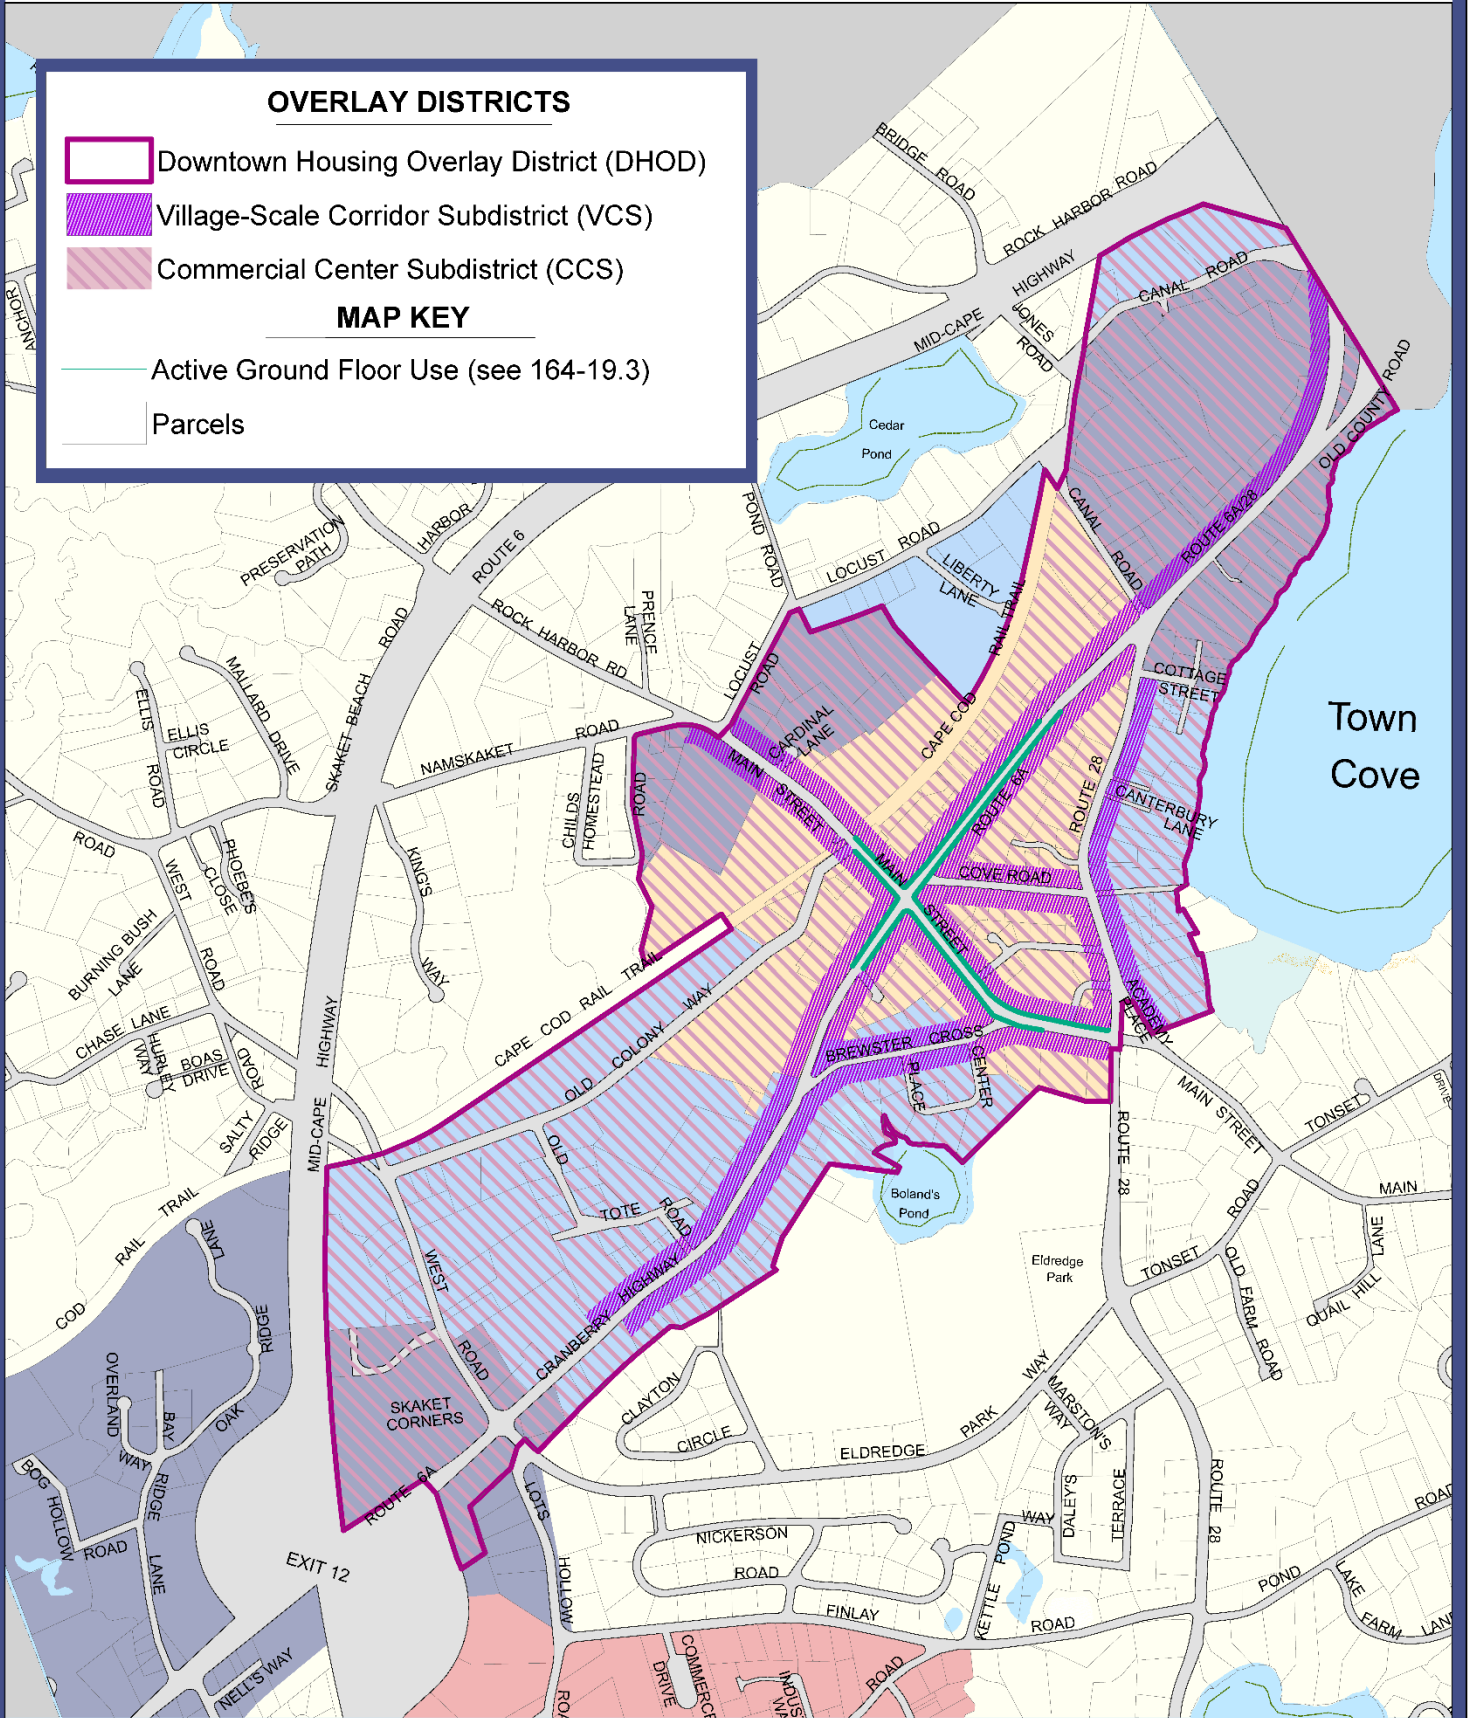 OVERLAY DISTRICTS
Downtown Housing Overlay District (DHOD)
Village-Scale Corridor Subdistrict (VCS)
Commercial Center Subdistrict (CCS)
MAP KEY
Active Ground Floor Use (see 164-19.3)
Parcels
ANCHOR
BRIDGE ROAD
ROCK HARBOR ROAD
MID-CAPE HIGHWAY
JONES ROAD
CANAL ROAD
OLD COUNTY ROAD
Cedar
Pond
PRESERVATION
PATH
HARBOR
ROUTE 6
POND ROAD
LOCUST ROAD
LIBERTY
LANE
CANAL ROAD
ROUTE 6A/28
RAIL TRAIL
CAPE COD
ROCK HARBOR RD
PRENCE
LANE
LOCUST
ROAD
COTTAGE
STREET
Town
Cove
SKAKET BEACH ROAD
MALLARD DRIVE
ELLIS ROAD
ELLIS
CIRCLE
NAMSKAKET ROAD
CARDINAL
LANE
MAIN STREET
CHILDS
HOMESTEAD
ROAD
ROUTE 6A
ROUTE 28
CANTERBURY
LANE
ROAD
WEST ROAD
PHOEBE'S
CLOSE
KING'S WAY
MAIN STREET
COVE ROAD
BURNING BUSH
LANE
CAPE COD RAIL TRAIL
OLD COLONY WAY
ACADEMY
PLACE
CHASE LANE
HURLEY
WAY
BOAS
DRIVE
ROAD
SALTY
RIDGE
MID-CAPE HIGHWAY
BREWSTER CROSS
PLACE
CENTER
MAIN STREET
TONSET
DRIVE
ROUTE 28
OLD
TOTE ROAD
Boland's
Pond
MAIN
LANE
QUAIL HILL
TONSET ROAD
OLD FARM ROAD
Eldredge
Park
COD RAIL TRAIL
LANE
RIDGE
OAK
OVERLAND
WAY
BAY
RIDGE
LANE
BOG HOLLOW
ROAD
WEST ROAD
CRANBERRY HIGHWAY
SKAKET
CORNERS
ROUTE 6A
EXIT 12
NELL'S WAY
CLAYTON
CIRCLE
ELDREDGE PARK WAY
MARSTON'S
WAY
DALEY'S
TERRACE
ROUTE 28
LOTS HOLLOW
NICKERSON
ROAD
KETTLE POND WAY
FINLAY ROAD
POND ROAD
LAKE FARM LANE
COMMERCE
DRIVE
ROAD